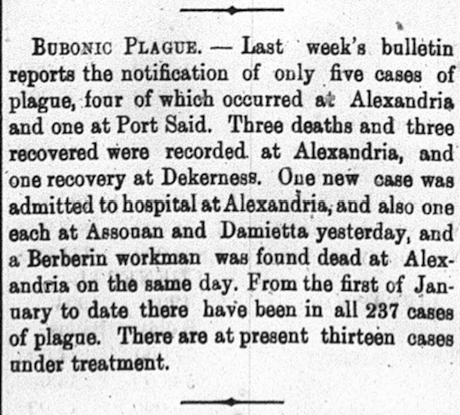 BUBONIC PLAGUE. — Last week's bulletin
reports the notification of only five cases of
plague, four of which occurred at Alexandria
and one at Port Said. Three deaths and three
recovered were recorded at Alexandria, and
one recovery at Dekerness. One new case was
admitted to hospital at Alexandria, and also one
each at Assouan and Damietta yesterday, and
a Berberin workman was found dead at Alex-
andria on the same day. From the first of Jan-
uary to date there have been in all 237 cases
of plague. There are at present thirteen cases
under treatment.